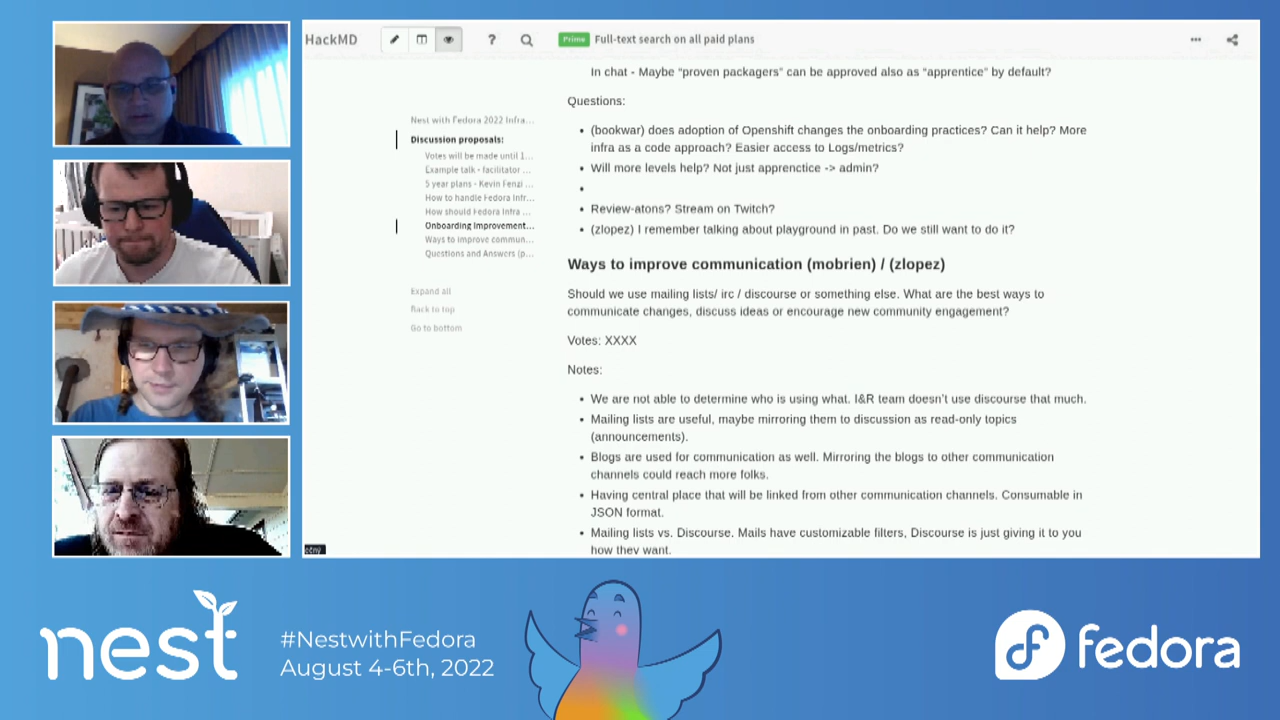 HackMD
Prime Full-text search on all paid plans
Nest with Fedora 2022 Infra…
Discussion proposals:
Votes will be made until 1…
Example talk - facilitator …
5 year plans - Kevin Fenzi …
How to handle Fedora Infr…
How should Fedora Infra …
Onboarding Improvement…
Ways to improve commun…
Questions and Answers (p…
Expand all
Back to top
Go to bottom
In chat - Maybe “proven packagers” can be approved also as “apprentice” by default?
Questions:
(bookwar) does adoption of Openshift changes the onboarding practices? Can it help? More
infra as a code approach? Easier access to Logs/metrics?
Will more levels help? Not just apprenctice -> admin?
Review-atons? Stream on Twitch?
(zlopez) I remember talking about playground in past. Do we still want to do it?
Ways to improve communication (mobrien) / (zlopez)
Should we use mailing lists/ irc / discourse or something else. What are the best ways to
communicate changes, discuss ideas or encourage new community engagement?
Votes: XXXX
Notes:
We are not able to determine who is using what. I&R team doesn’t use discourse that much.
Mailing lists are useful, maybe mirroring them to discussion as read-only topics
(announcements).
Blogs are used for communication as well. Mirroring the blogs to other communication
channels could reach more folks.
Having central place that will be linked from other communication channels. Consumable in
JSON format.
Mailing lists vs. Discourse. Mails have customizable filters, Discourse is just giving it to you
how they want.
nest
#NestwithFedora
August 4-6th, 2022
fedora